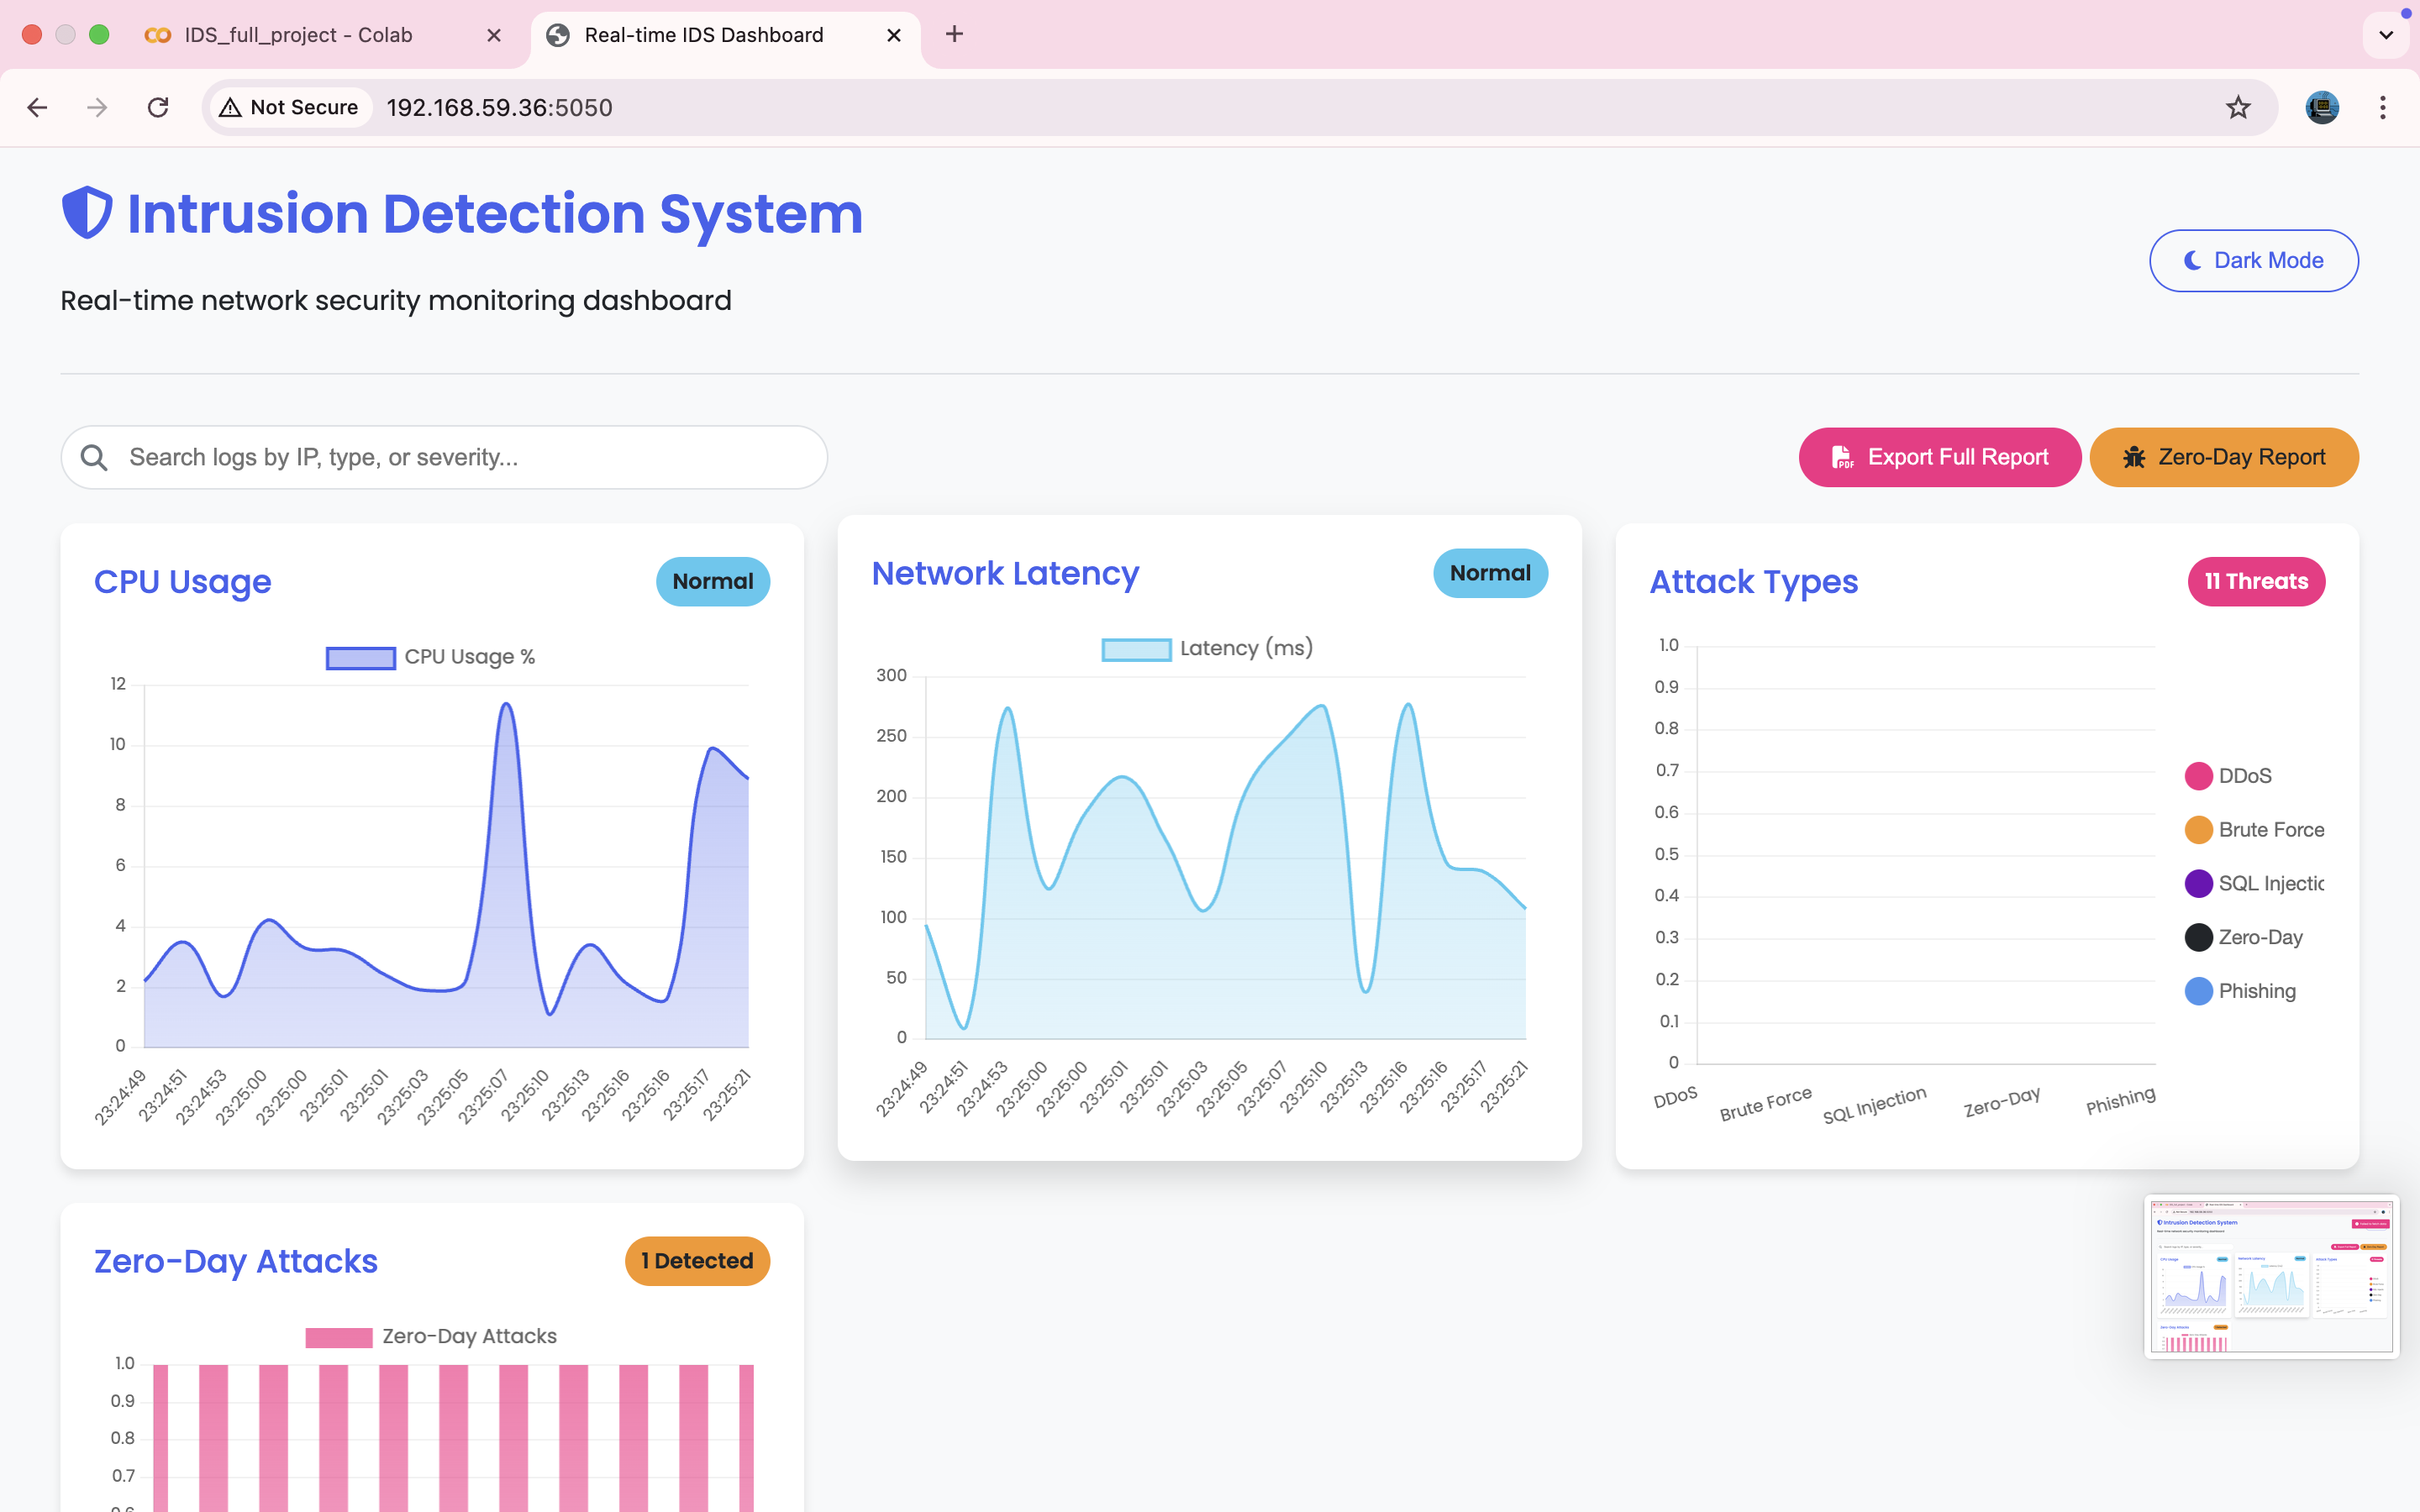 IDS_full_project - Colab
Real-time IDS Dashboard
Not Secure
192.168.59.36:5050
Intrusion Detection System
Real-time network security monitoring dashboard
Dark Mode
Search logs by IP, type, or severity...
Export Full Report
Zero-Day Report
CPU Usage
Normal
CPU Usage %
12
10
8
6
4
2
0
23:24:49
23:24:51
23:24:53
23:25:00
23:25:00
23:25:01
23:25:01
23:25:03
23:25:05
23:25:07
23:25:10
23:25:13
23:25:16
23:25:16
23:25:17
23:25:21
Network Latency
Normal
Latency (ms)
300
250
200
150
100
50
0
23:24:49
23:24:51
23:24:53
23:25:00
23:25:00
23:25:01
23:25:01
23:25:03
23:25:05
23:25:07
23:25:10
23:25:13
23:25:16
23:25:16
23:25:17
23:25:21
Attack Types
11 Threats
1.0
0.9
0.8
0.7
0.6
0.5
0.4
0.3
0.2
0.1
0
DDoS
Brute Force
SQL Injection
Zero-Day
Phishing
DDoS
Brute Force
SQL Injectic
Zero-Day
Phishing
Zero-Day Attacks
1 Detected
Zero-Day Attacks
1.0
0.9
0.8
0.7
Intrusion Detection System